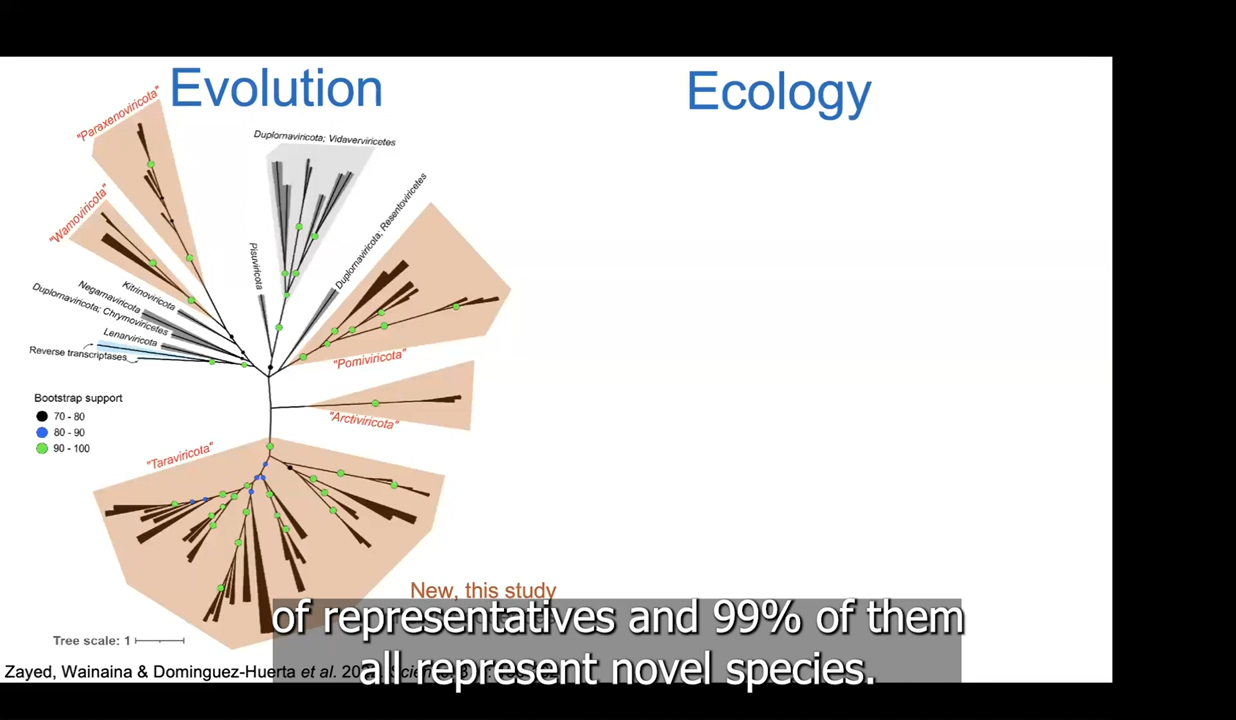 Evolution
Ecology
"Paraxenoviricota"
Duplornaviricota; Vidaverviricetes
"Wamoviricota"
Pisuviricota
Duplornaviricota; Resentoviricetes
Kitrinoviricota
Negarnaviricota
Duplornaviricota; Chrymoviricetes
Lenarviricota
Reverse transcriptases
"Pomiviricota"
"Arctiviricota"
Bootstrap support
70 - 80
80 - 90
90 - 100
"Taraviricota"
New, this study
of representatives and 99% of them
all represent novel species.
Tree scale: 1
Zayed, Wainaina & Dominguez-Huerta et al.